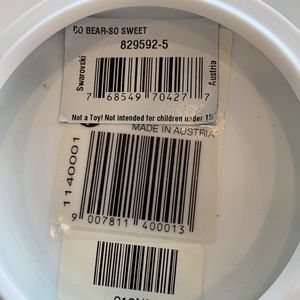 CO BEAR-SO SWEET
829592-5
Swarovski
Austria
7 68549 70427 7
Not a Toy! Not intended for children under 15
MADE IN AUSTRIA
1140001
9 007811 400013